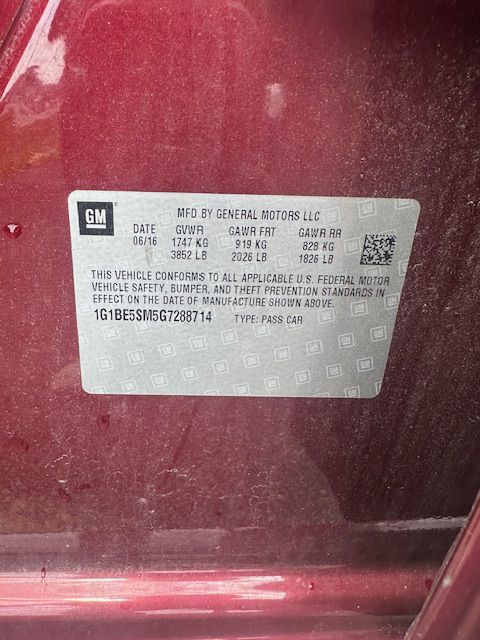 GM
MFD BY GENERAL MOTORS LLC
DATE GVWR GAWR FRT GAWR RR
06/16 1747 KG 919 KG 828 KG
3852 LB 2026 LB 1826 LB
THIS VEHICLE CONFORMS TO ALL APPLICABLE U.S. FEDERAL MOTOR
VEHICLE SAFETY, BUMPER, AND THEFT PREVENTION STANDARDS IN
EFFECT ON THE DATE OF MANUFACTURE SHOWN ABOVE.
1G1BE5SM5G7288714 TYPE: PASS CAR